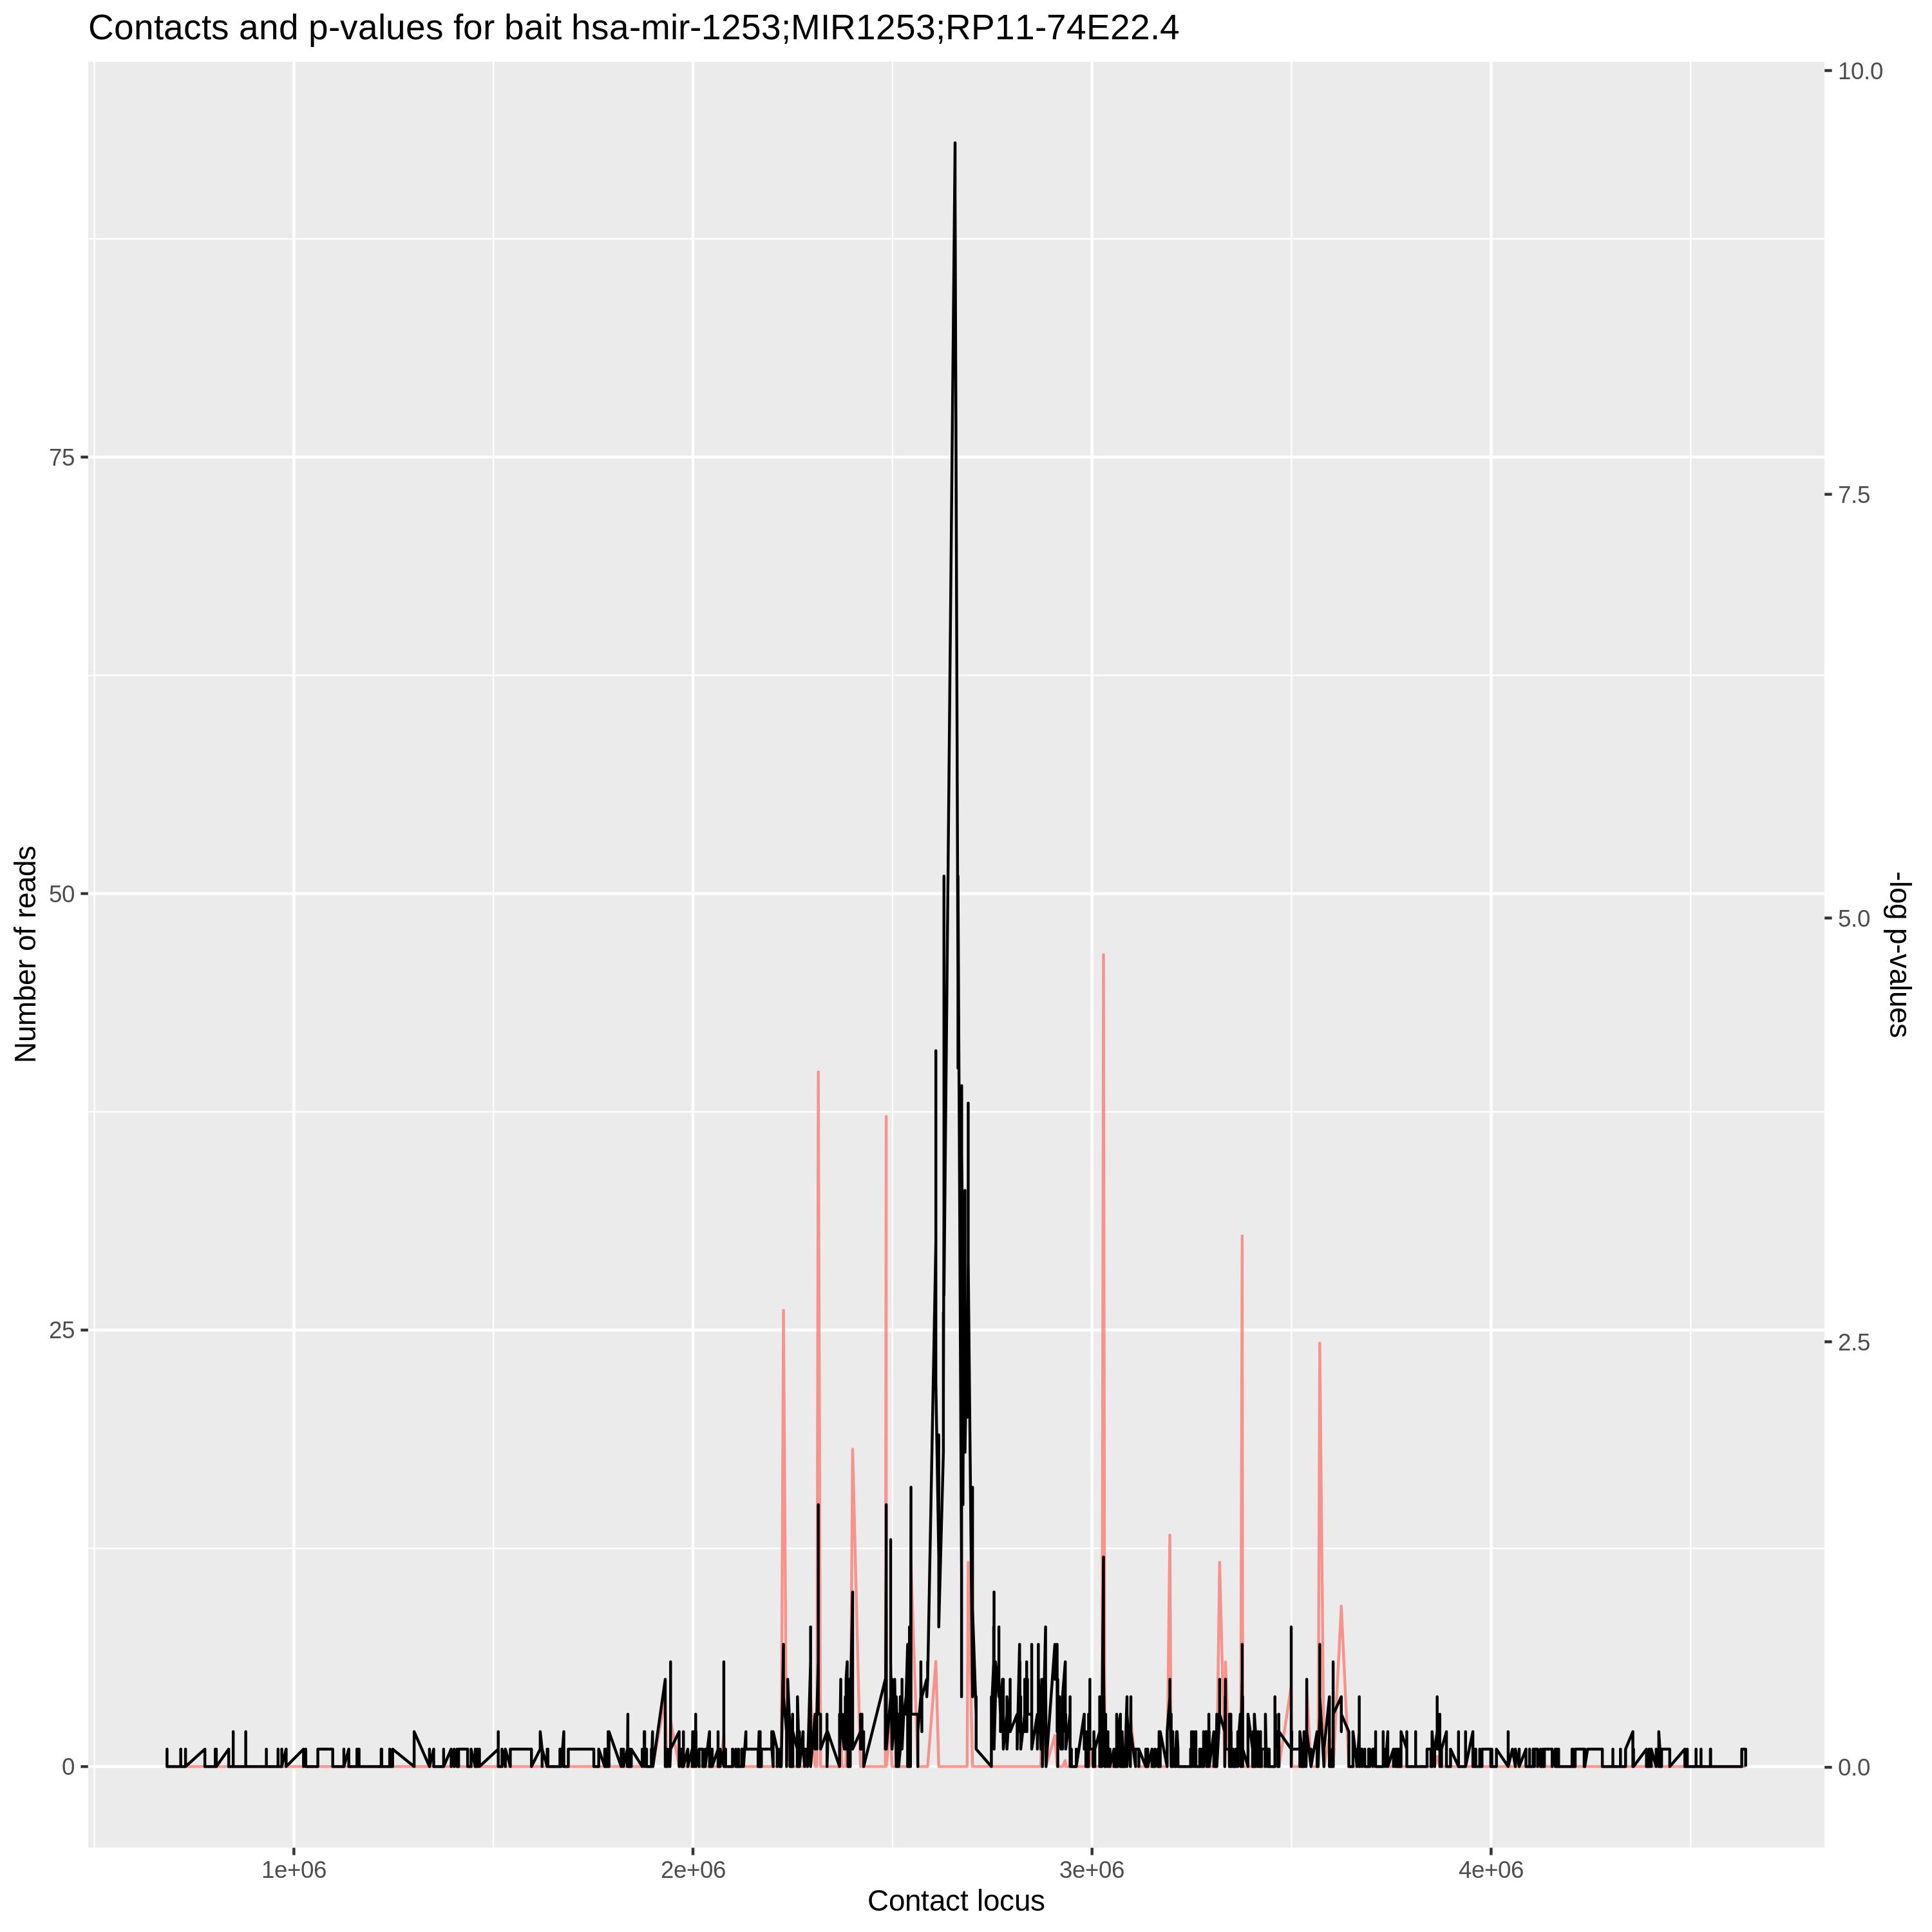 Contacts and p-values for bait hsa-mir-1253;MIR1253;RP11-74E22.4
Number of reads
75
50
25
0
10.0
7.5
5.0
2.5
0.0
-log p-values
1e+06 2e+06 3e+06 4e+06
Contact locus